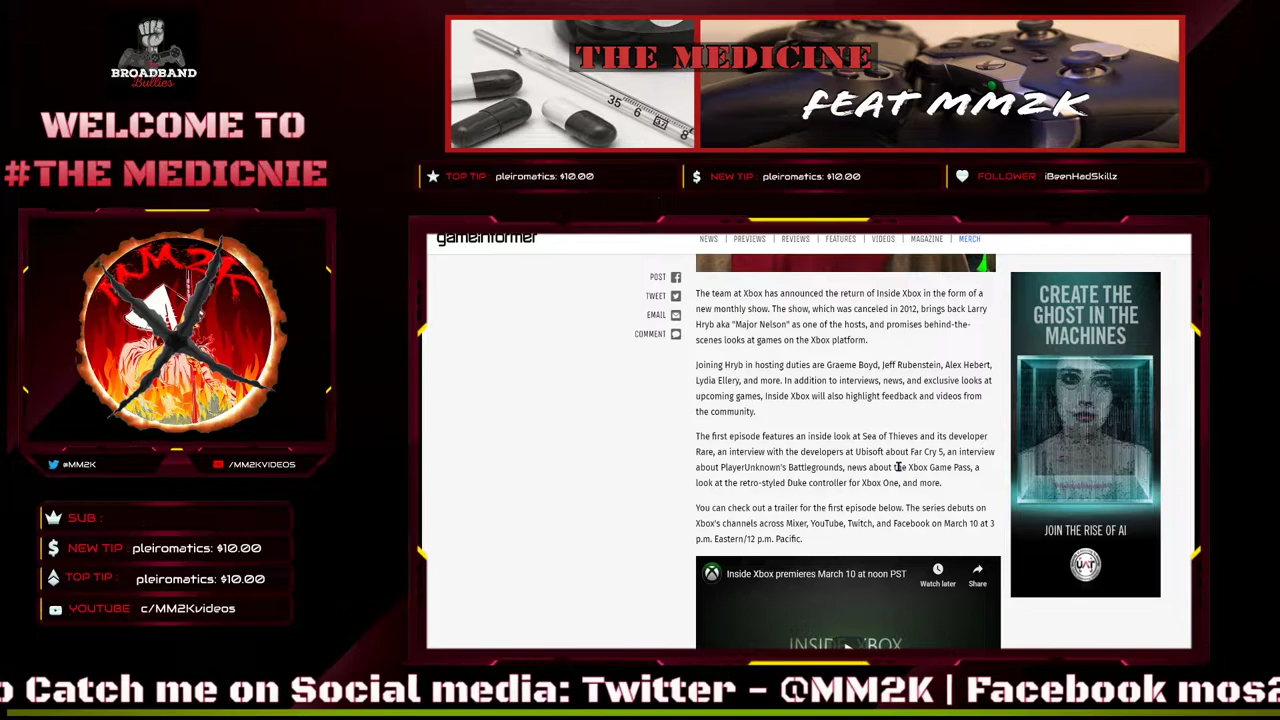 BROADBAND
Bullies
WELCOME TO
#THE MEDICNIE
THE MEDICINE
FEAT MM2K
35 6 37 8
TOP TIP pleiromatics: $10.00
$ NEW TIP pleiromatics: $10.00
FOLLOWER iBeenHadSkillz
MM2K
@MM2K
/MM2KVIDEOS
SUB :
$ NEW TIP : pleiromatics: $10.00
TOP TIP : pleiromatics: $10.00
YOUTUBE c/MM2Kvideos
gameinformer
NEWS | PREVIEWS | REVIEWS | FEATURES | VIDEOS | MAGAZINE | MERCH
POST
TWEET
EMAIL
COMMENT
The team at Xbox has announced the return of Inside Xbox in the form of a
new monthly show. The show, which was canceled in 2012, brings back Larry
Hryb aka "Major Nelson" as one of the hosts, and promises behind-the-
scenes looks at games on the Xbox platform.
Joining Hryb in hosting duties are Graeme Boyd, Jeff Rubenstein, Alex Hebert,
Lydia Ellery, and more. In addition to interviews, news, and exclusive looks at
upcoming games, Inside Xbox will also highlight feedback and videos from
the community.
The first episode features an inside look at Sea of Thieves and its developer
Rare, an interview with the developers at Ubisoft about Far Cry 5, an interview
about PlayerUnknown's Battlegrounds, news about the Xbox Game Pass, a
look at the retro-styled Duke controller for Xbox One, and more.
You can check out a trailer for the first episode below. The series debuts on
Xbox's channels across Mixer, YouTube, Twitch, and Facebook on March 10 at 3
p.m. Eastern/12 p.m. Pacific.
Inside Xbox premieres March 10 at noon PST
Watch later
Share
INSIDE XBOX
CREATE THE
GHOST IN THE
MACHINES
JOIN THE RISE OF AI
UAT
o Catch me on Social media: Twitter - @MM2K | Facebook mos2